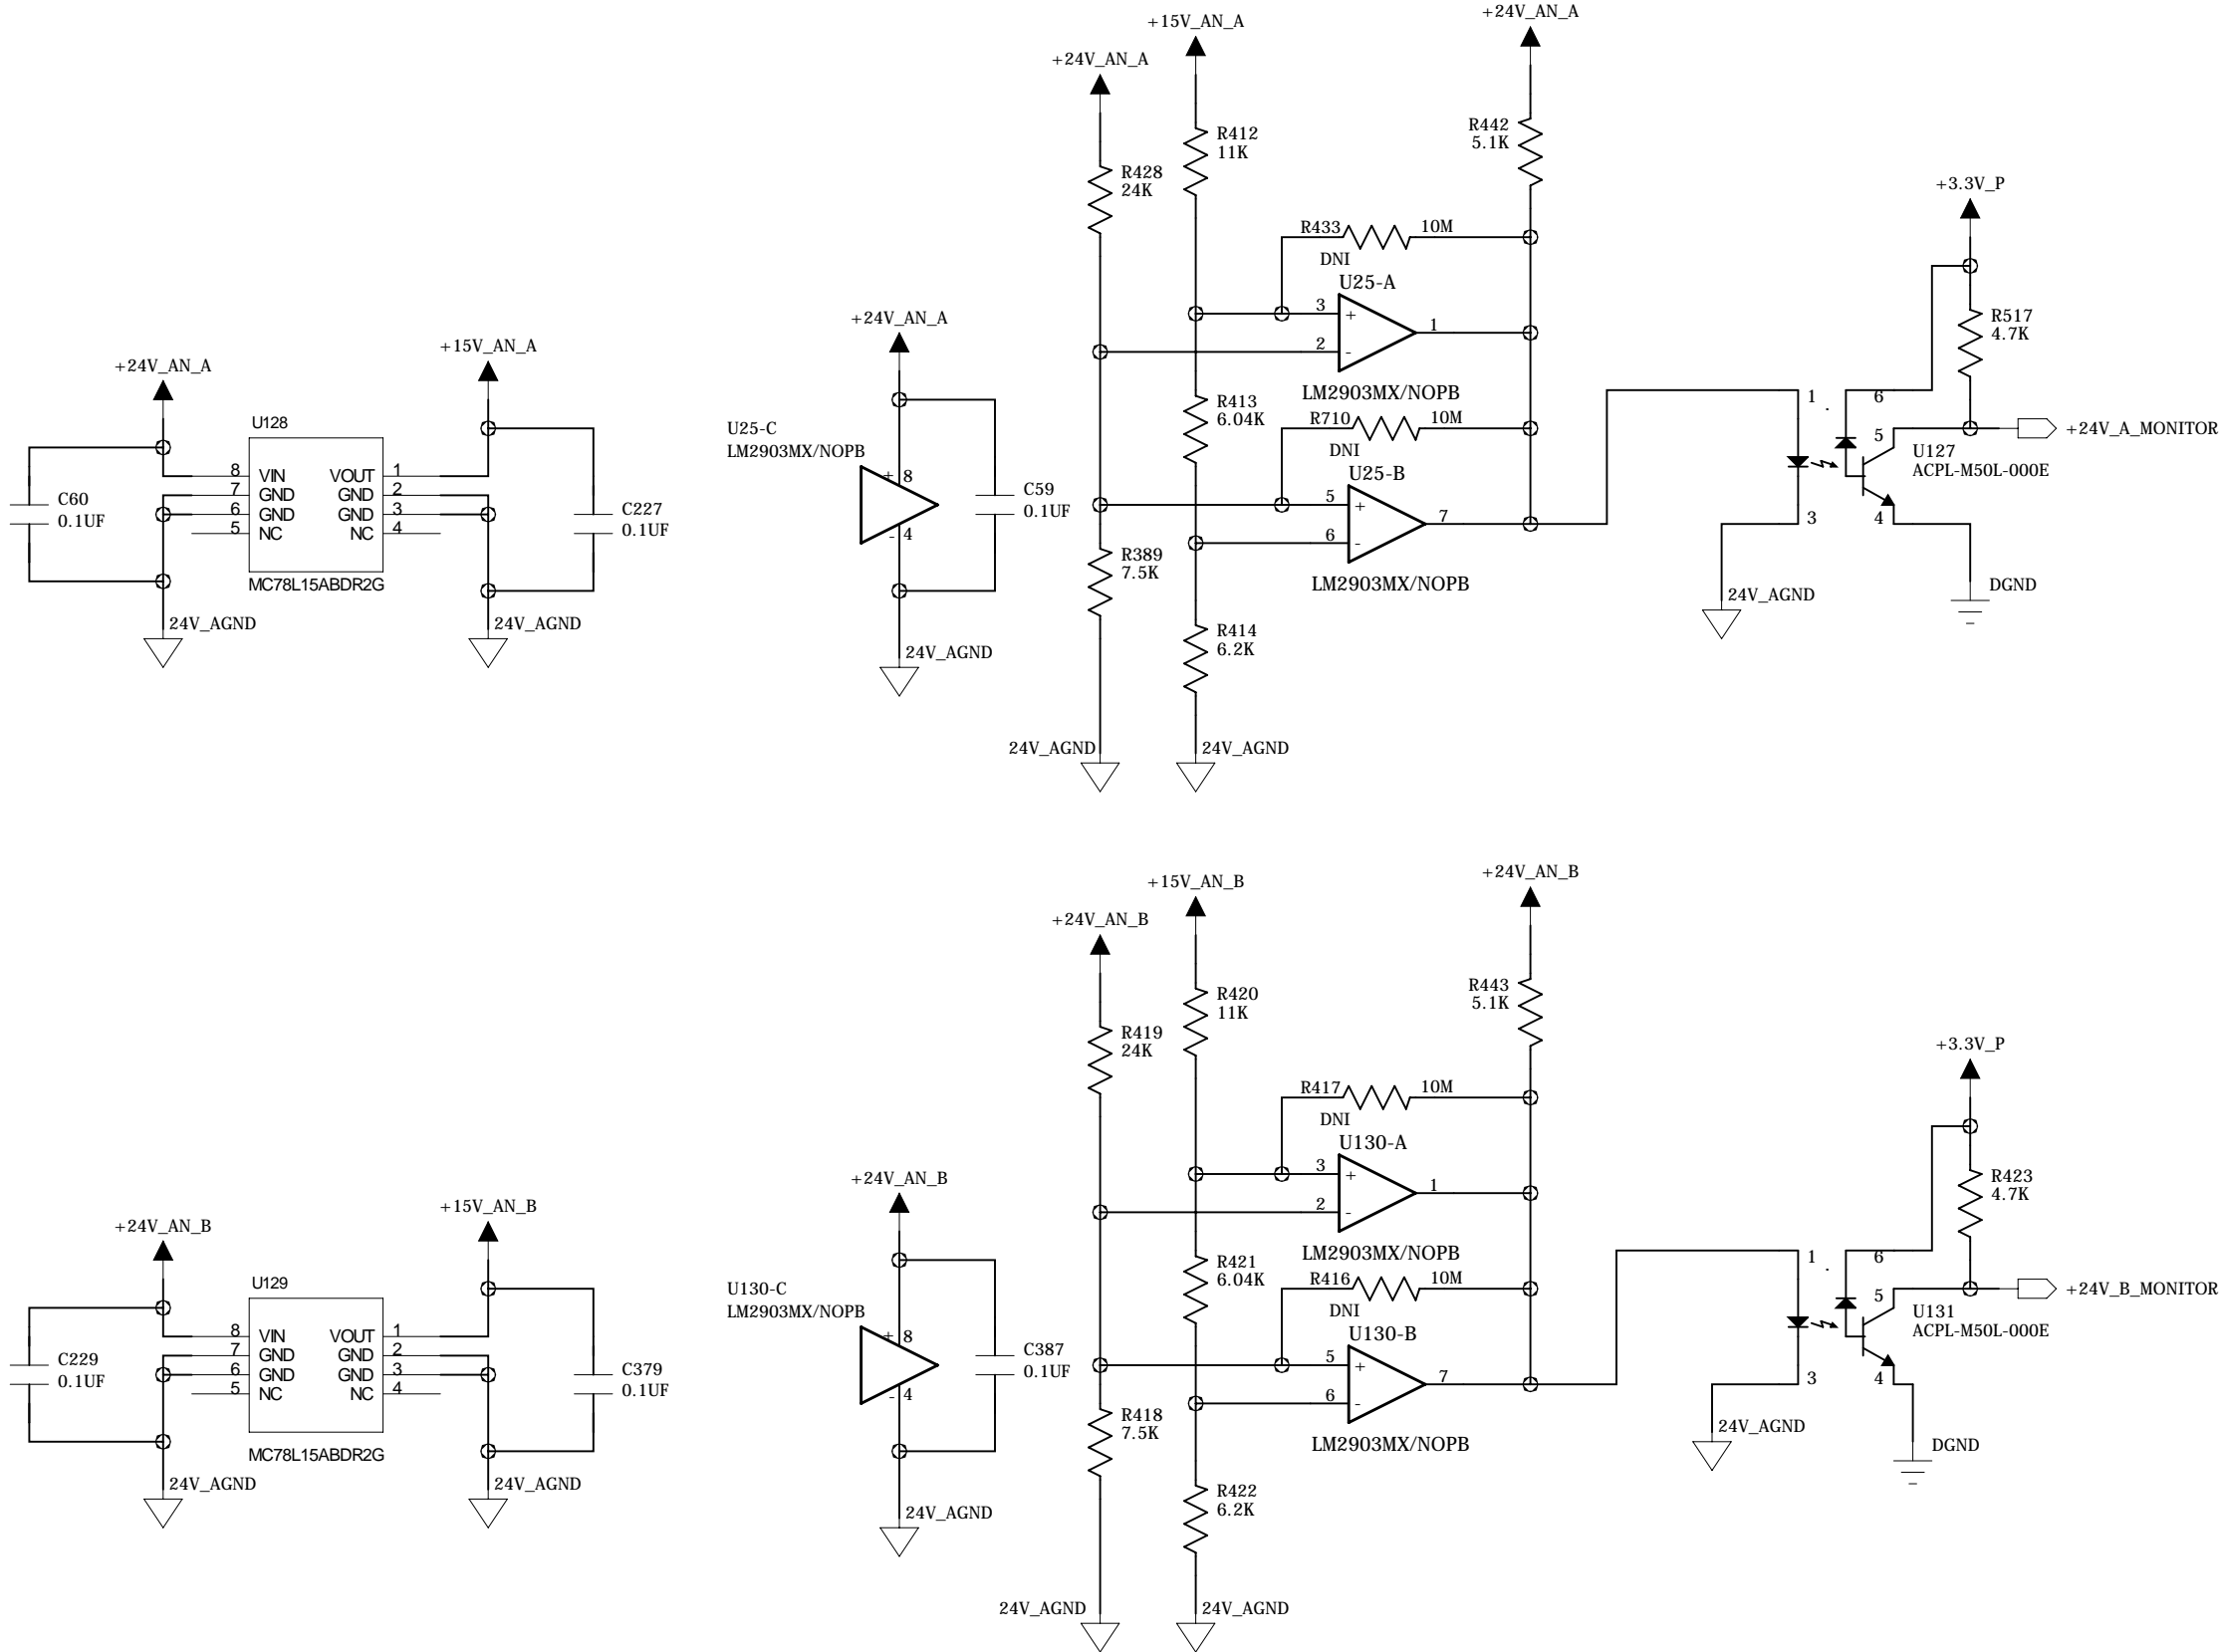 +24V_AN_A
+15V_AN_A
+24V_AN_A
R442
5.1K
R412
11K
R428
24K
+3.3V_P
R433
10M
DNI
U25-A
3
+
1
2
-
LM2903MX/NOPB
R517
4.7K
+24V_AN_A
+15V_AN_A
+24V_AN_A
U128
8
VIN
VOUT
1
7
GND
GND
2
6
GND
GND
3
5
NC
NC
4
MC78L15ABDR2G
C60
0.1UF
C227
0.1UF
24V_AGND
24V_AGND
U25-C
LM2903MX/NOPB
+
8
-
4
C59
0.1UF
24V_AGND
R413
6.04K
R710
10M
DNI
U25-B
5
+
7
6
-
LM2903MX/NOPB
R389
7.5K
R414
6.2K
24V_AGND
24V_AGND
1
.
6
5
3
4
U127
ACPL-M50L-000E
+24V_A_MONITOR
24V_AGND
DGND
+24V_AN_B
+15V_AN_B
+24V_AN_B
R443
5.1K
R420
11K
R419
24K
+3.3V_P
R417
10M
DNI
U130-A
3
+
1
2
-
LM2903MX/NOPB
R423
4.7K
+24V_AN_B
+15V_AN_B
+24V_AN_B
U129
8
VIN
VOUT
1
7
GND
GND
2
6
GND
GND
3
5
NC
NC
4
MC78L15ABDR2G
C229
0.1UF
C379
0.1UF
24V_AGND
24V_AGND
U130-C
LM2903MX/NOPB
+
8
-
4
C387
0.1UF
24V_AGND
R421
6.04K
R416
10M
DNI
U130-B
5
+
7
6
-
LM2903MX/NOPB
R418
7.5K
R422
6.2K
24V_AGND
24V_AGND
1
.
6
5
3
4
U131
ACPL-M50L-000E
+24V_B_MONITOR
24V_AGND
DGND